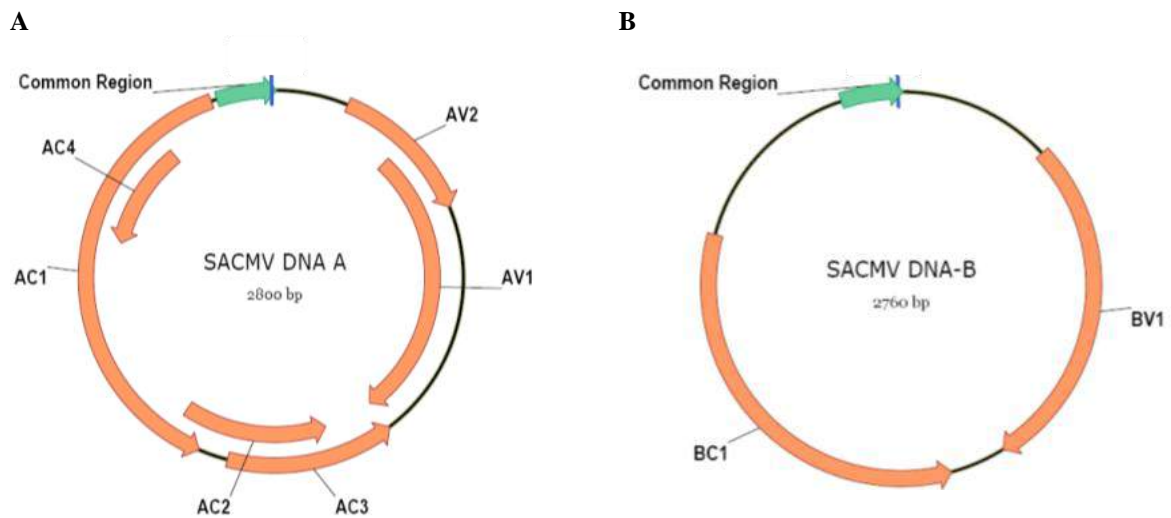 A
Common Region
AV2
AC4
SACMV DNA A
2800 bp
AC1
AV1
AC2
AC3
B
Common Region
SACMV DNA-B
2760 bp
BV1
BC1